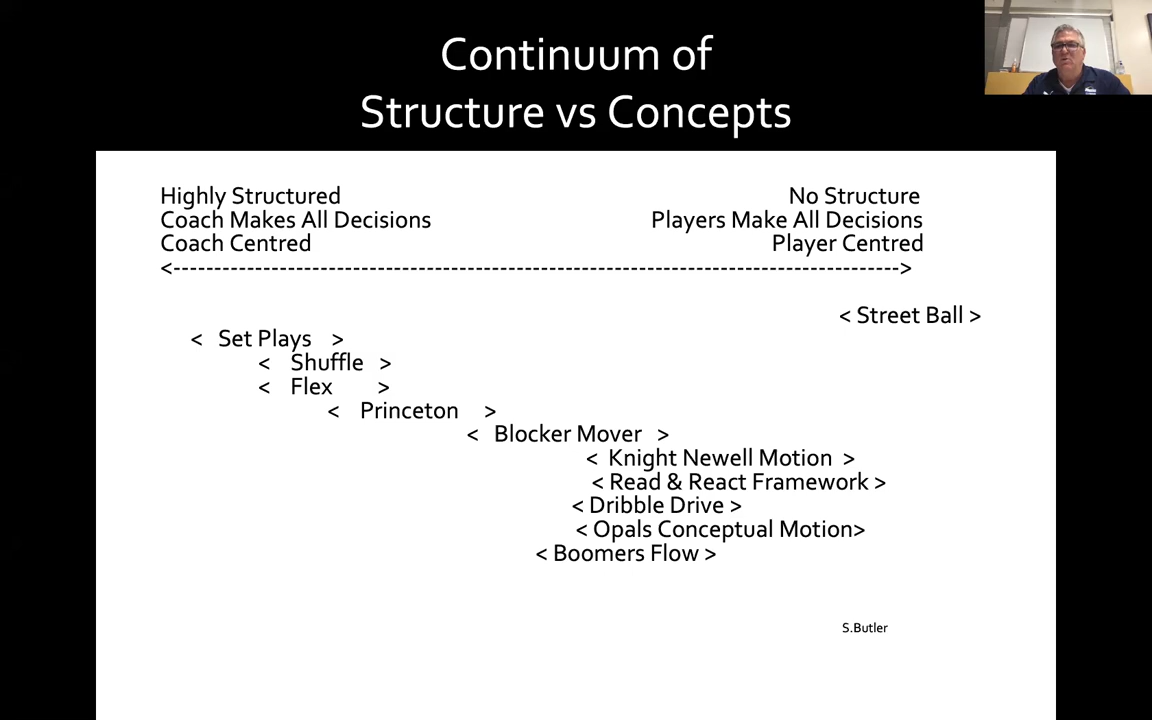 Continuum of
Structure vs Concepts
Highly Structured No Structure
Coach Makes All Decisions Players Make All Decisions
Coach Centred Player Centred
<------------------------------------------------------------------------------------------>
< Street Ball >
< Set Plays >
< Shuffle >
< Flex >
< Princeton >
< Blocker Mover >
< Knight Newell Motion >
< Read & React Framework >
< Dribble Drive >
< Opals Conceptual Motion>
< Boomers Flow >
S.Butler